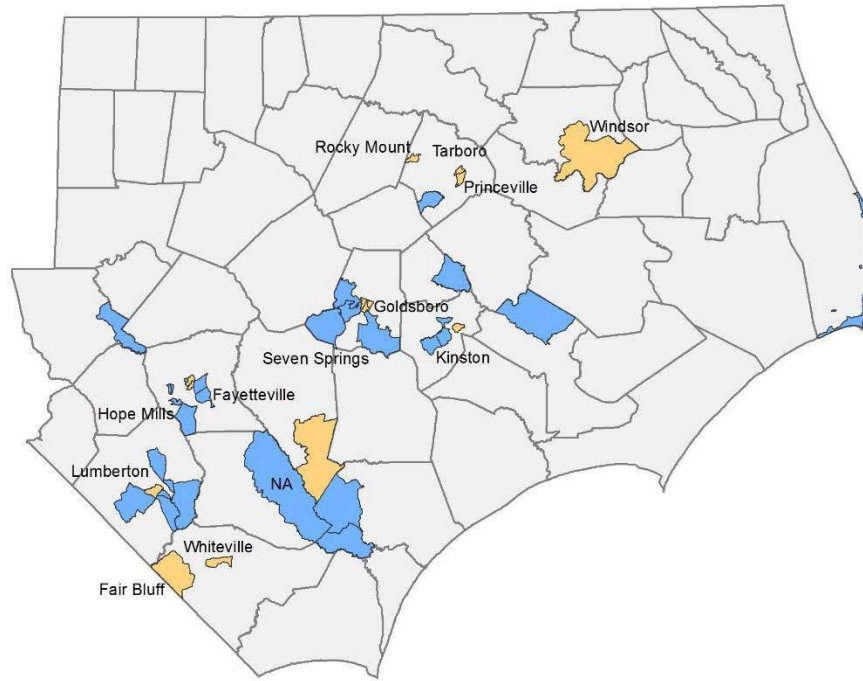 Windsor
Rocky Mount
Tarboro
Princeville
Goldsboro
Seven Springs
Kinston
Fayetteville
Hope Mills
Lumberton
NA
Whiteville
Fair Bluff